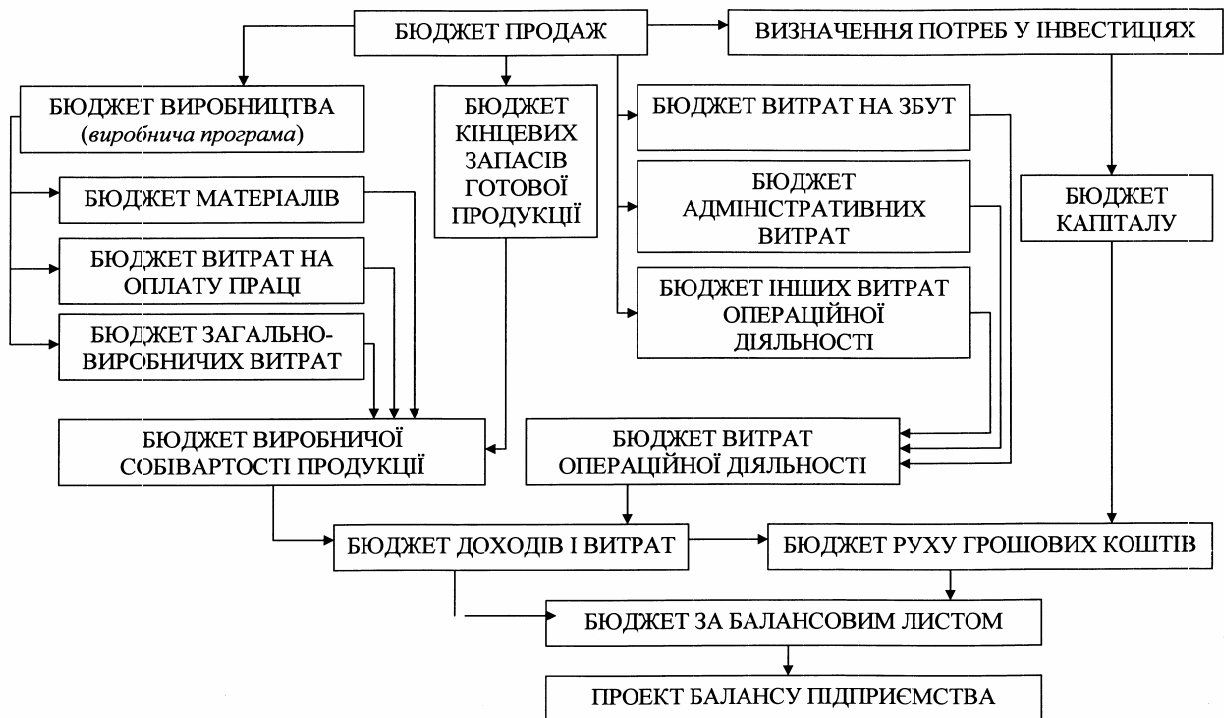 БЮДЖЕТ ПРОДАЖ
ВИЗНАЧЕННЯ ПОТРЕБ У ІНВЕСТИЦІЯХ
БЮДЖЕТ ВИРОБНИЦТВА
(виробнича програма)
БЮДЖЕТ
КІНЦЕВИХ
ЗАПАСІВ
ГОТОВОЇ
ПРОДУКЦІЇ
БЮДЖЕТ ВИТРАТ НА ЗБУТ
БЮДЖЕТ МАТЕРІАЛІВ
БЮДЖЕТ
АДМІНІСТРАТИВНИХ
ВИТРАТ
БЮДЖЕТ
КАПІТАЛУ
БЮДЖЕТ ВИТРАТ НА
ОПЛАТУ ПРАЦІ
БЮДЖЕТ ІНШИХ ВИТРАТ
ОПЕРАЦІЙНОЇ
ДІЯЛЬНОСТІ
БЮДЖЕТ ЗАГАЛЬНО-
ВИРОБНИЧИХ ВИТРАТ
БЮДЖЕТ ВИРОБНИЧОЇ
СОБІВАРТОСТІ ПРОДУКЦІЇ
БЮДЖЕТ ВИТРАТ
ОПЕРАЦІЙНОЇ ДІЯЛЬНОСТІ
БЮДЖЕТ ДОХОДІВ І ВИТРАТ
БЮДЖЕТ РУХУ ГРОШОВИХ КОШТІВ
БЮДЖЕТ ЗА БАЛАНСОВИМ ЛИСТОМ
ПРОЕКТ БАЛАНСУ ПІДПРИЄМСТВА